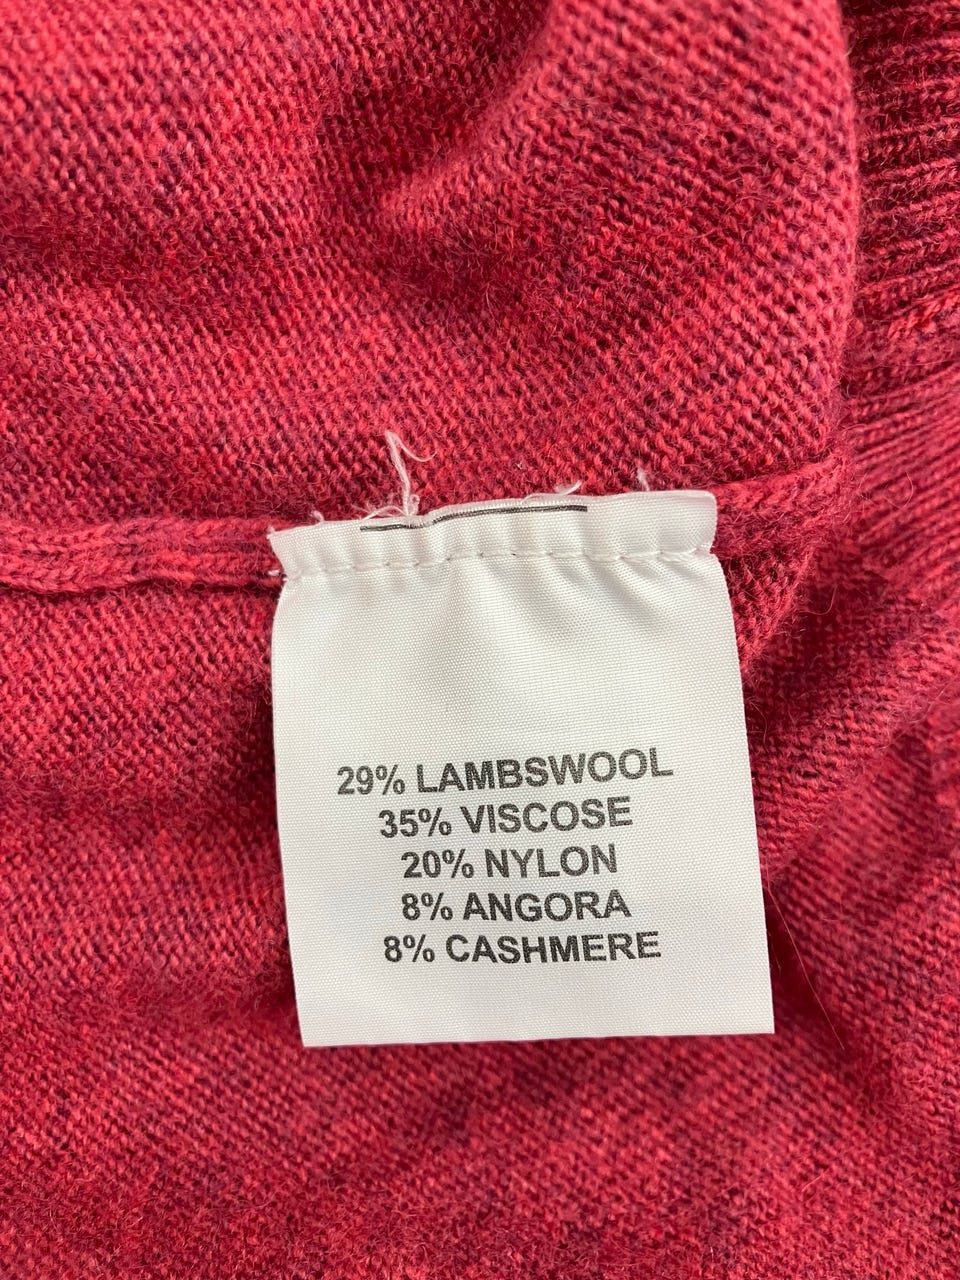 29% LAMBSWOOL
35% VISCOSE
20% NYLON
8% ANGORA
8% CASHMERE